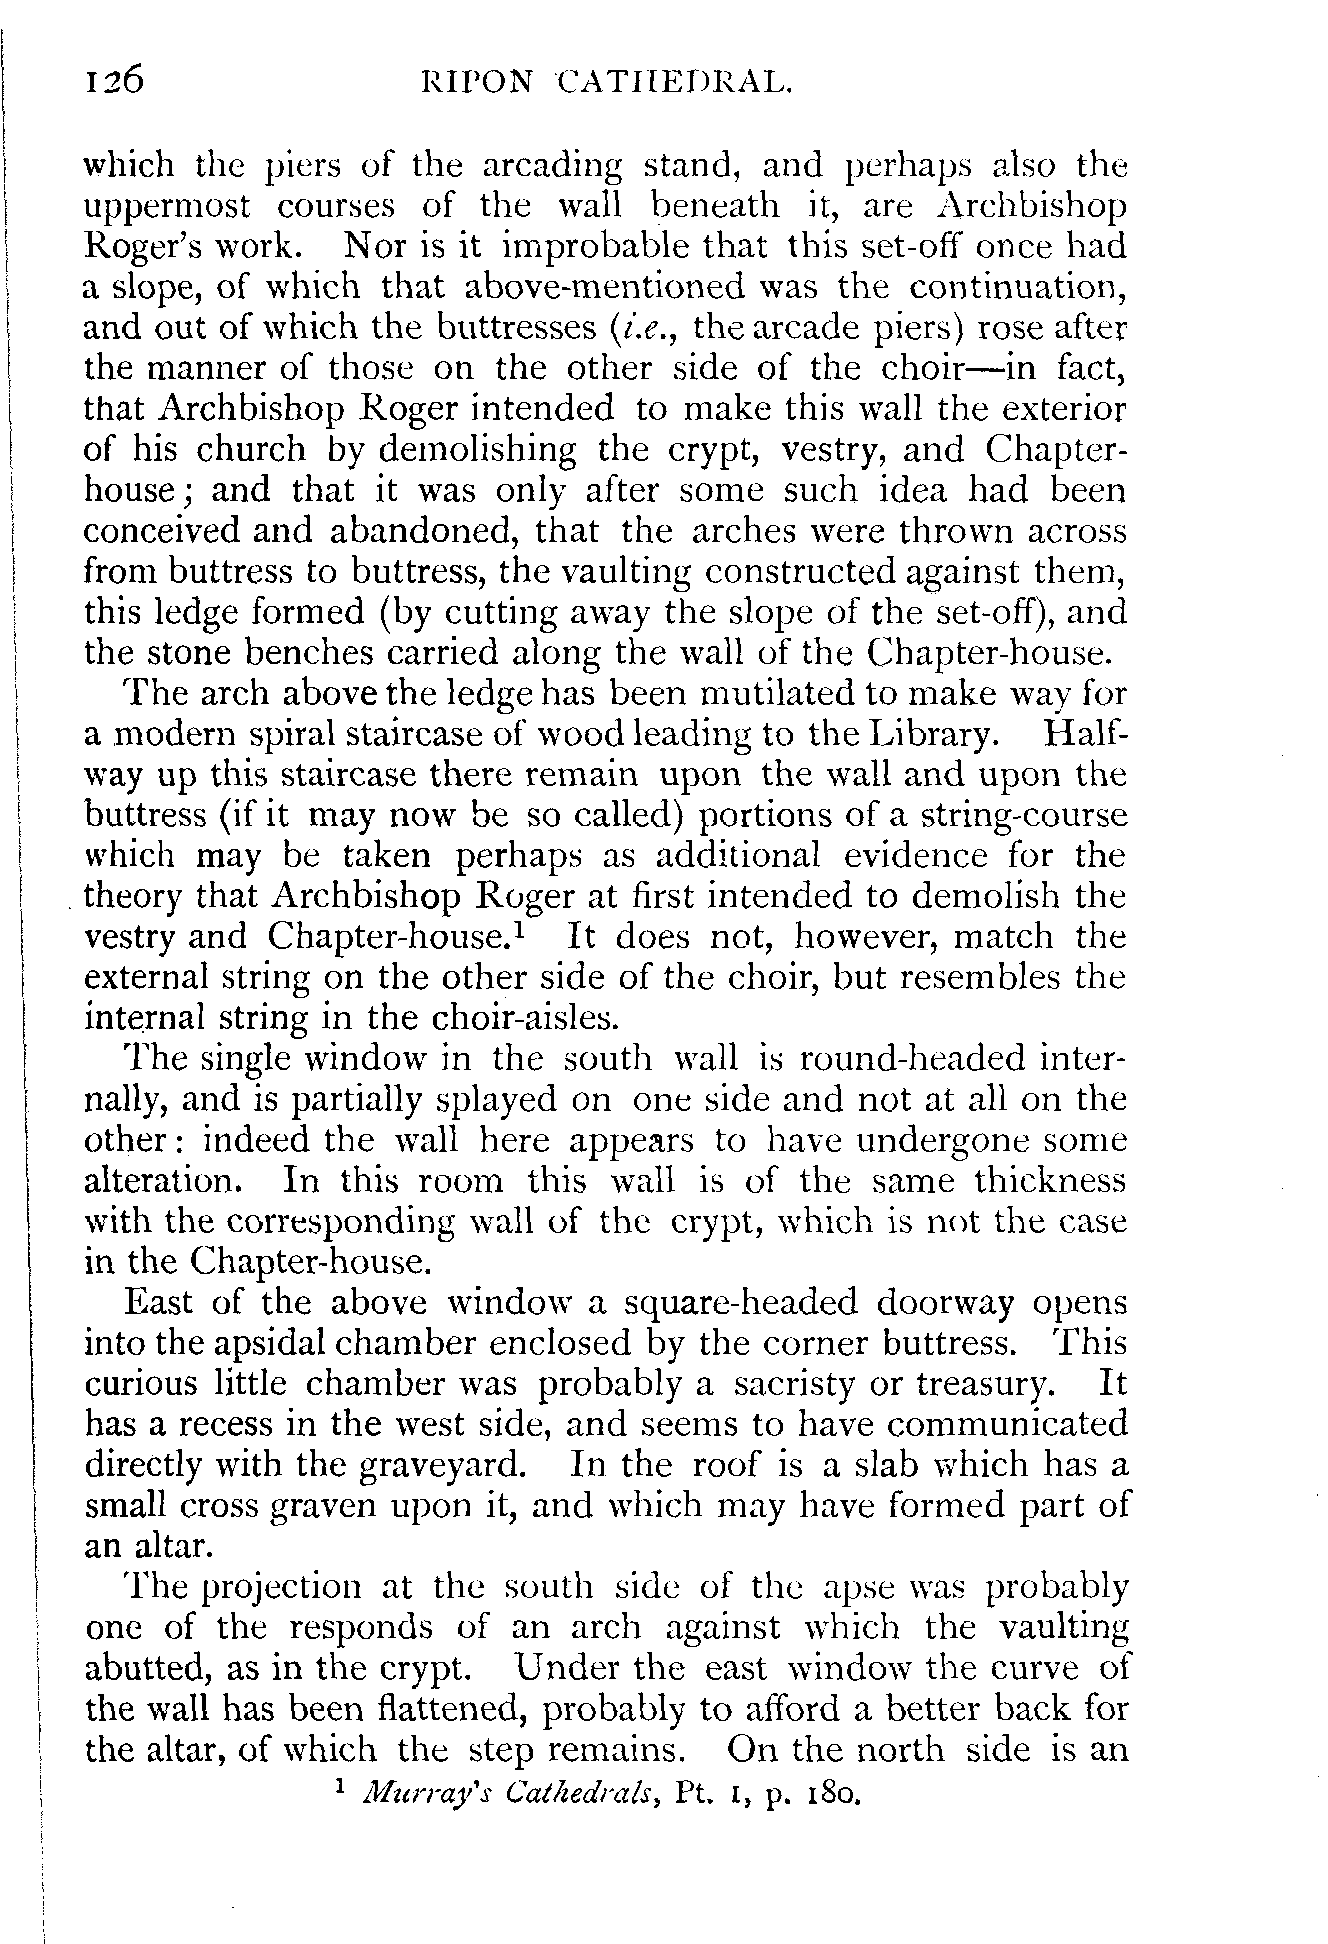 126 RIPON CATHEDRAL.
which the piers of the arcading stand, and perhaps also the
uppermost courses of the wall beneath it, are Archbishop
Roger's work. Nor is it improbable that this set-off once had
a slope, of which that above-mentioned was the continuation,
and out of which the buttresses (i.e., the arcade piers) rose after
the manner of those on the other side of the choir—in fact,
that Archbishop Roger intended to make this wall the exterior
of his church by demolishing the crypt, vestry, and Chapter-
house; and that it was only after some such idea had been
conceived and abandoned, that the arches were thrown across
from buttress to buttress, the vaulting constructed against them,
this ledge formed (by cutting away the slope of the set-off), and
the stone benches carried along the wall of the Chapter-house.
The arch above the ledge has been mutilated to make way for
a modern spiral staircase of wood leading to the Library. Half-
way up this staircase there remain upon the wall and upon the
buttress (if it may now be so called) portions of a string-course
which may be taken perhaps as additional evidence for the
theory that Archbishop Roger at first intended to demolish the
vestry and Chapter-house.¹ It does not, however, match the
external string on the other side of the choir, but resembles the
internal string in the choir-aisles.
The single window in the south wall is round-headed inter-
nally, and is partially splayed on one side and not at all on the
other: indeed the wall here appears to have undergone some
alteration. In this room this wall is of the same thickness
with the corresponding wall of the crypt, which is not the case
in the Chapter-house.
East of the above window a square-headed doorway opens
into the apsidal chamber enclosed by the corner buttress. This
curious little chamber was probably a sacristy or treasury. It
has a recess in the west side, and seems to have communicated
directly with the graveyard. In the roof is a slab which has a
small cross graven upon it, and which may have formed part of
an altar.
The projection at the south side of the apse was probably
one of the responds of an arch against which the vaulting
abutted, as in the crypt. Under the east window the curve of
the wall has been flattened, probably to afford a better back for
the altar, of which the step remains. On the north side is an
¹ Murray's Cathedrals, Pt. 1, p. 180.